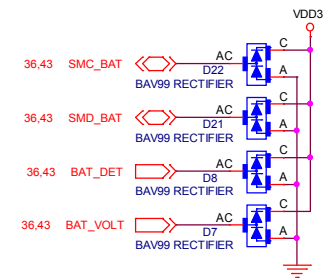 VDD3
36,43 SMC_BAT AC C
D22 A
BAV99 RECTIFIER
36,43 SMD_BAT AC C
D21 A
BAV99 RECTIFIER
36,43 BAT_DET AC C
D8 A
BAV99 RECTIFIER
36,43 BAT_VOLT AC C
D7 A
BAV99 RECTIFIER